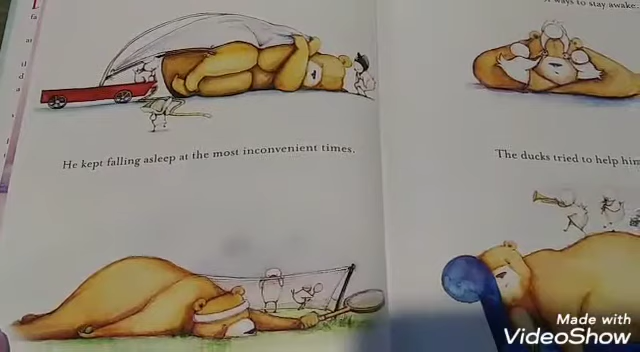 He kept falling asleep at the most inconvenient times.
ways to stay awake:
The ducks tried to help him
Made with
VideoShow